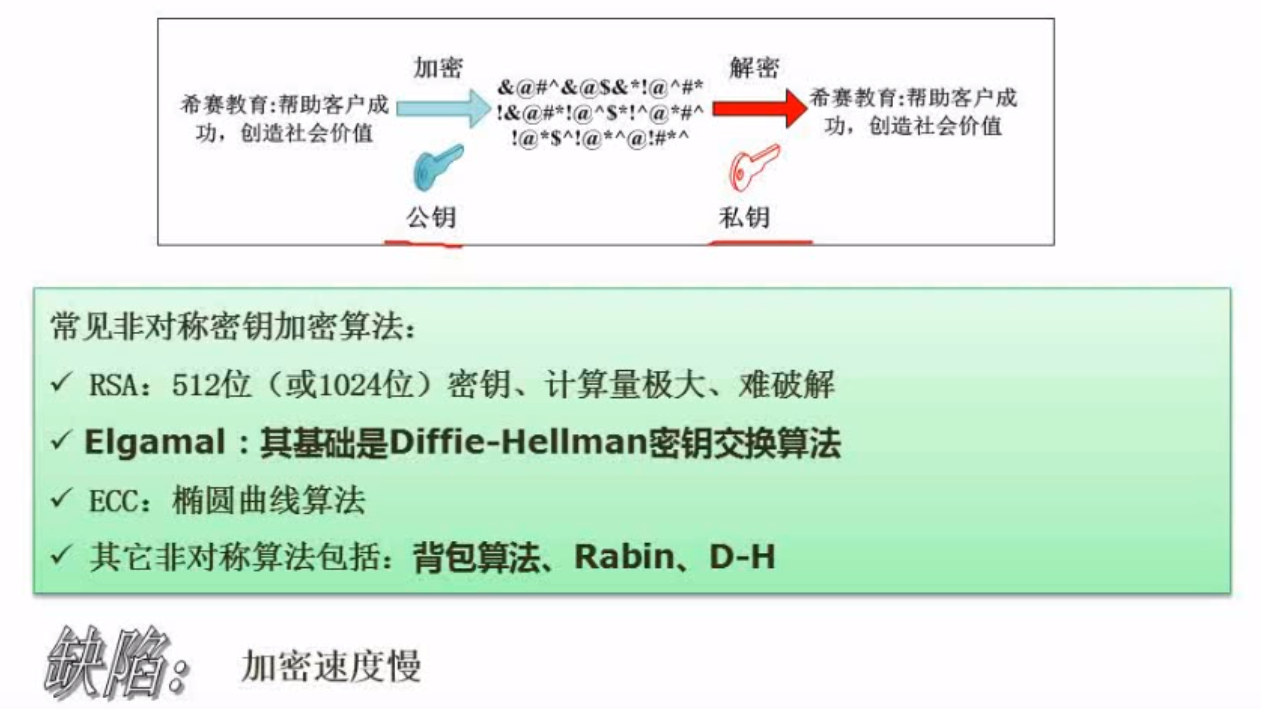 加密
解密
希赛教育:帮助客户成
功，创造社会价值
&@#^&@$&*!@^#*
!&@#*!@^$*!^@*#^
!@*$^!@*^@!#*^
希赛教育:帮助客户成
功，创造社会价值
公钥
私钥
常见非对称密钥加密算法：
✓ RSA：512位（或1024位）密钥、计算量极大、难破解
✓ Elgamal：其基础是Diffie-Hellman密钥交换算法
✓ ECC：椭圆曲线算法
✓ 其它非对称算法包括：背包算法、Rabin、D-H
缺陷：
加密速度慢